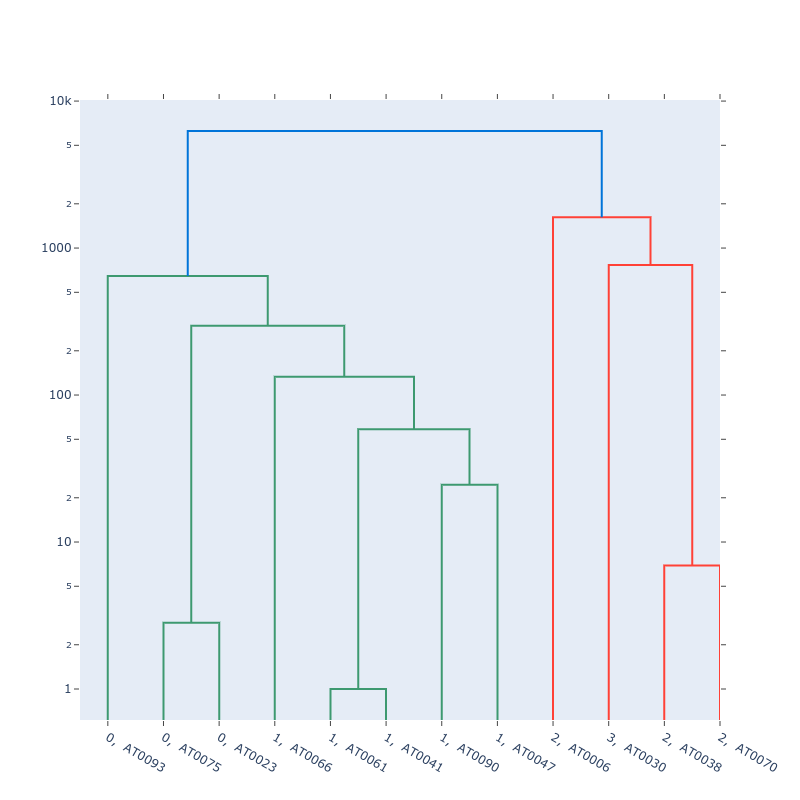 10k
5
2
1000
5
2
100
5
2
10
5
2
1
0, AT0093
0, AT0075
0, AT0023
1, AT0066
1, AT0061
1, AT0041
1, AT0090
1, AT0047
2, AT0006
3, AT0030
2, AT0038
2, AT0070